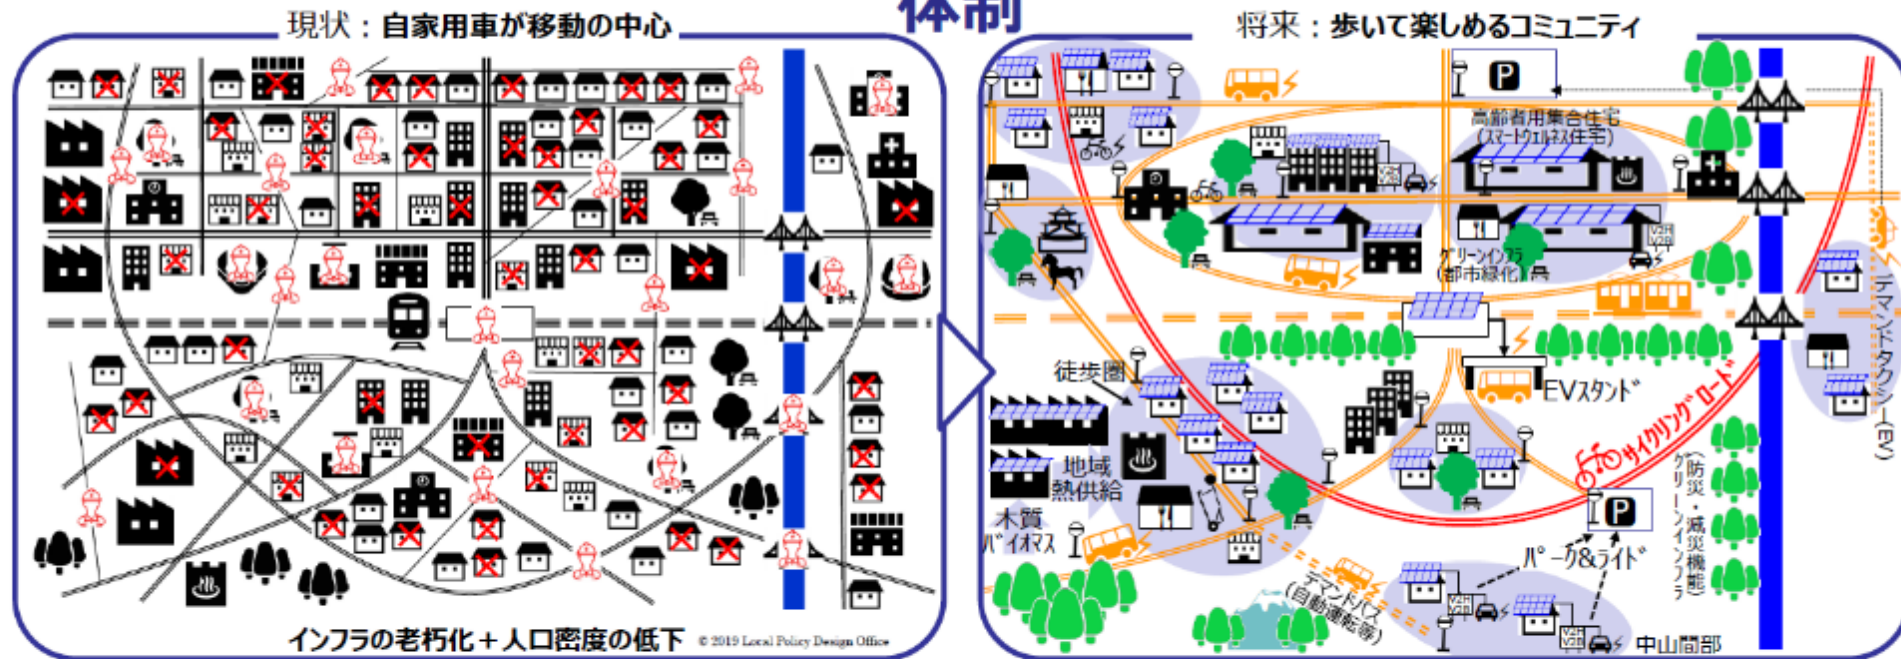 体制
現状：自家用車が移動の中心
インフラの老朽化＋人口密度の低下
© 2019 Local Policy Design Office
将来：歩いて楽しめるコミュニティ
P
高齢者用集合住宅
(スマートウェルネス住宅)
V2H
V2B
グリーンインフラ
(都市緑化)
V2H
V2B
デマンドタクシー(EV)
徒歩圏
EVスタンド
サイクリングロード
地域
熱供給
木質
バイオマス
P
パーク&ライド
グリーンインフラ
(防災・減災機能)
デマンドバス
(自動運転等)
V2H
V2B
V2H
V2B
中山間部